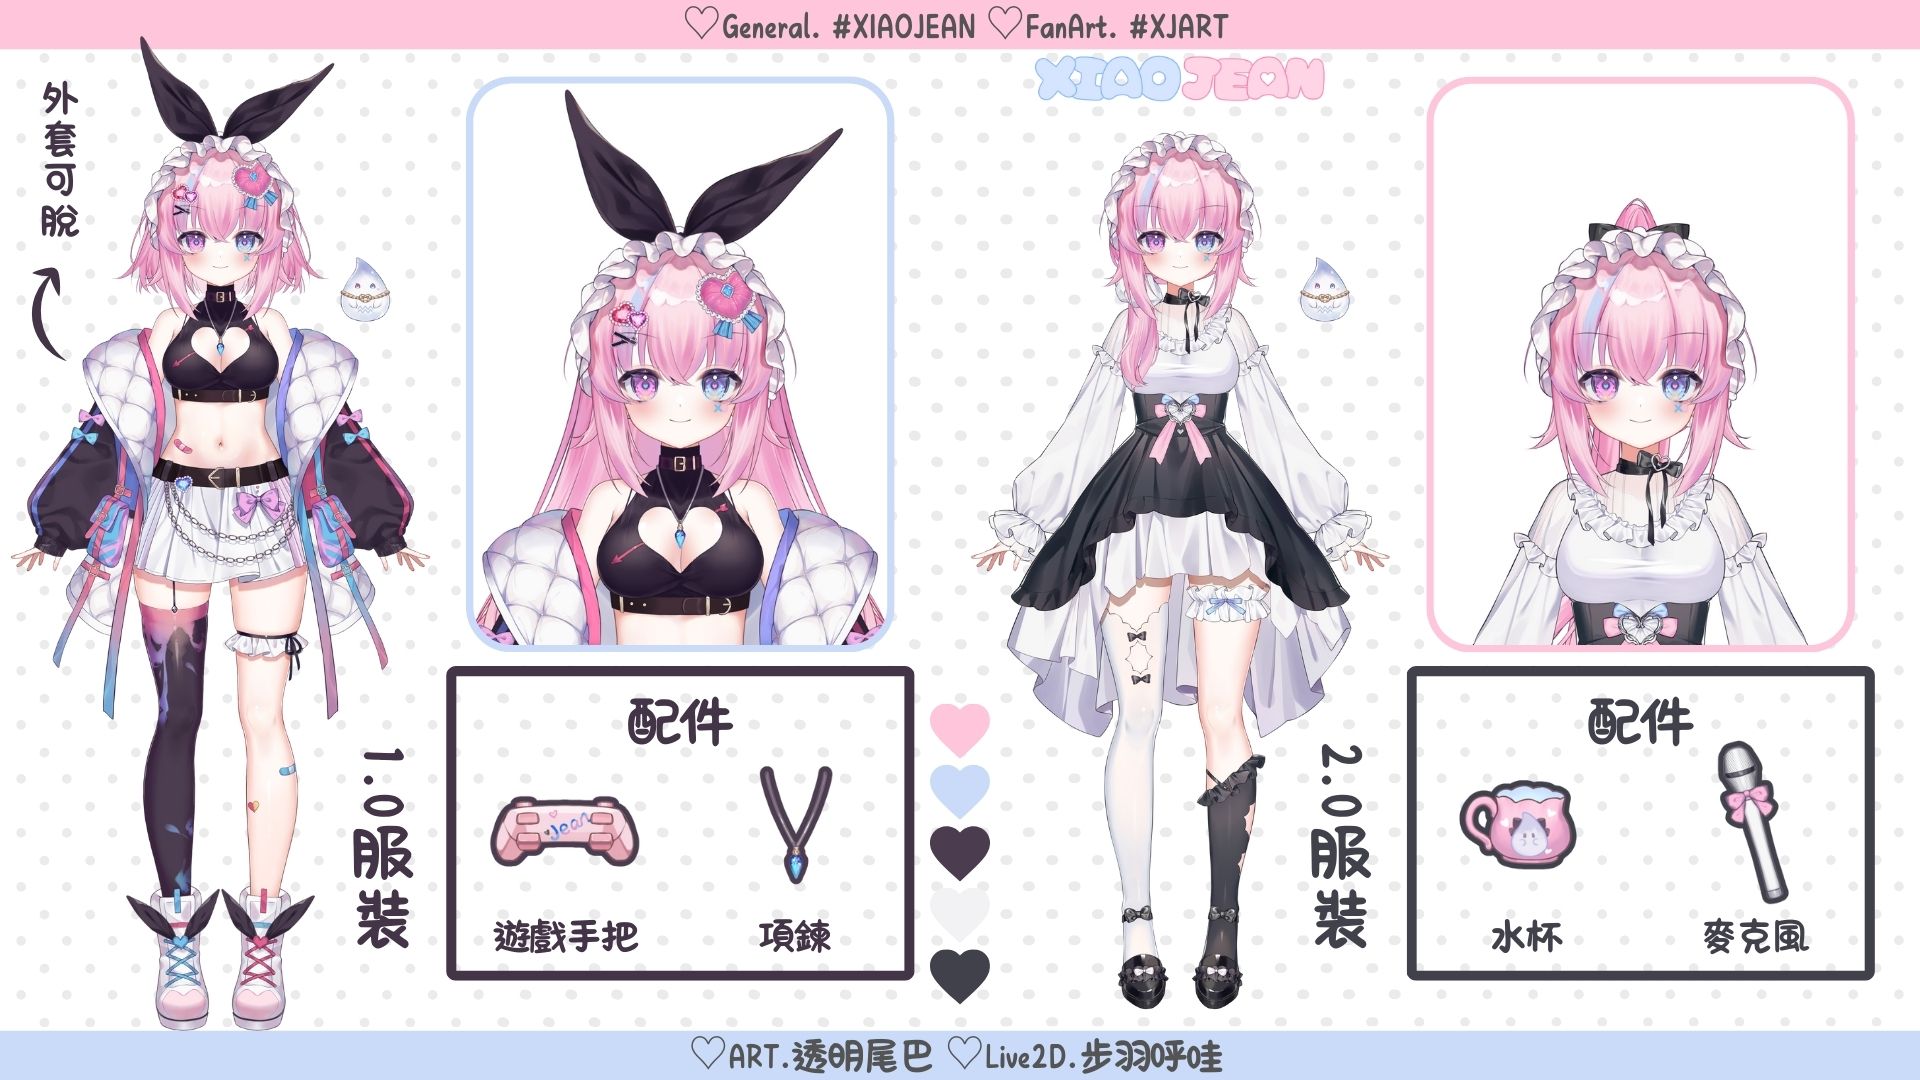 ♡General. #XIAOJEAN ♡FanArt. #XJART
外套可脫
XIAOJEAN
1.0服裝
配件
Jean
遊戲手把
項鍊
2.0服裝
配件
水杯
麥克風
♡ART.透明尾巴 ♡Live2D.步羽呼哇